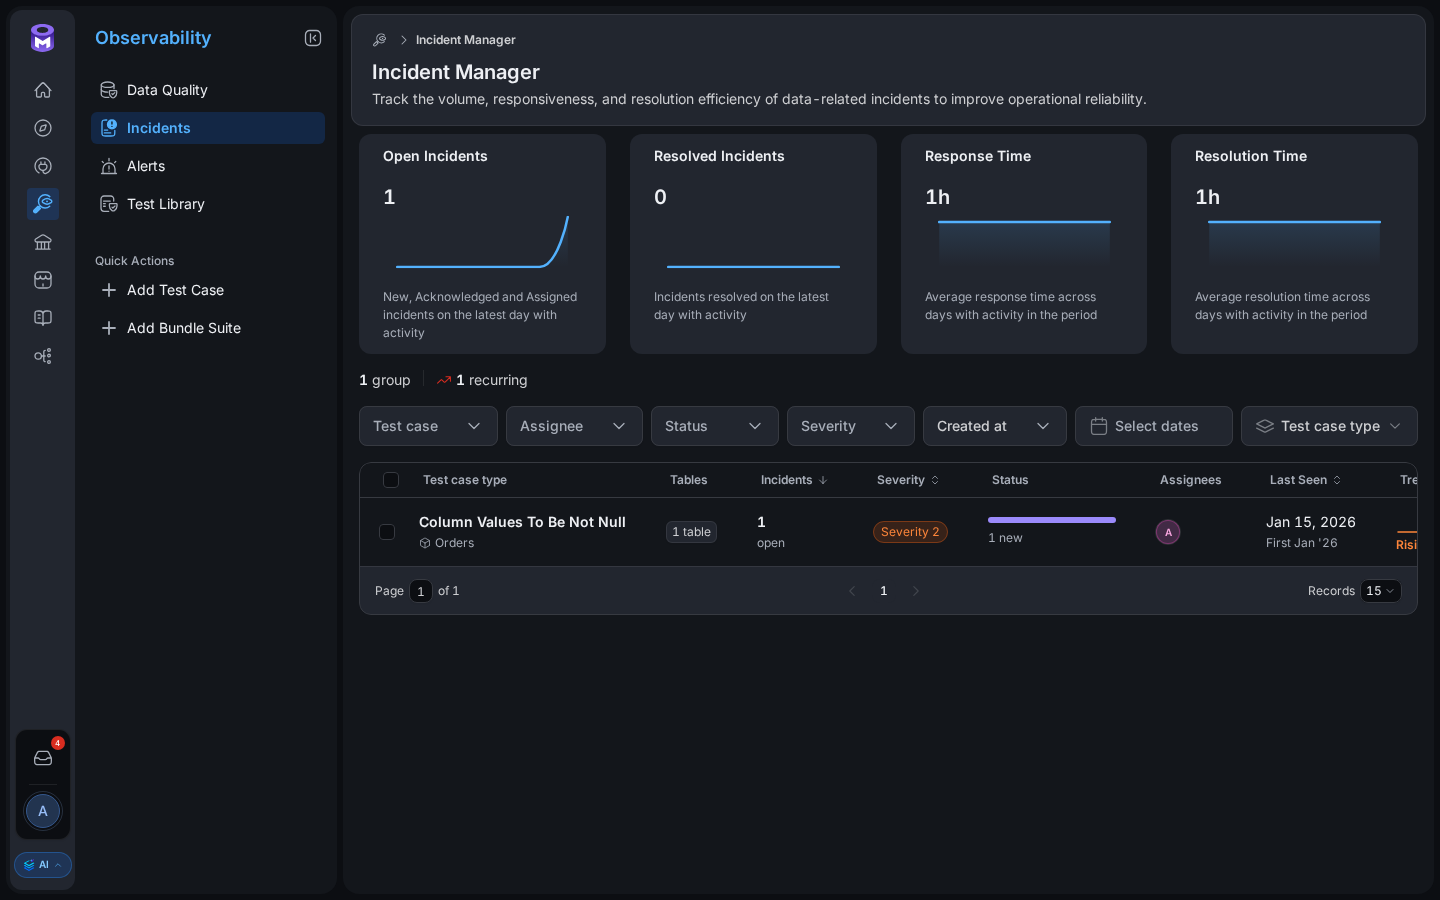 Observability
Data Quality
Incidents
Alerts
Test Library
Quick Actions
Add Test Case
Add Bundle Suite
4
A
AI
Incident Manager
Incident Manager
Track the volume, responsiveness, and resolution efficiency of data-related incidents to improve operational reliability.
Open Incidents
1
New, Acknowledged and Assigned
incidents on the latest day with
activity
Resolved Incidents
0
Incidents resolved on the latest
day with activity
Response Time
1h
Average response time across
days with activity in the period
Resolution Time
1h
Average resolution time across
days with activity in the period
1 group
1 recurring
Test case
Assignee
Status
Severity
Created at
Select dates
Test case type
Test case type Tables Incidents Severity Status Assignees Last Seen Tre
Column Values To Be Not Null
Orders
1 table
1
open
Severity 2
1 new
A
Jan 15, 2026
First Jan '26
Risi
Page 1 of 1
1
Records 15